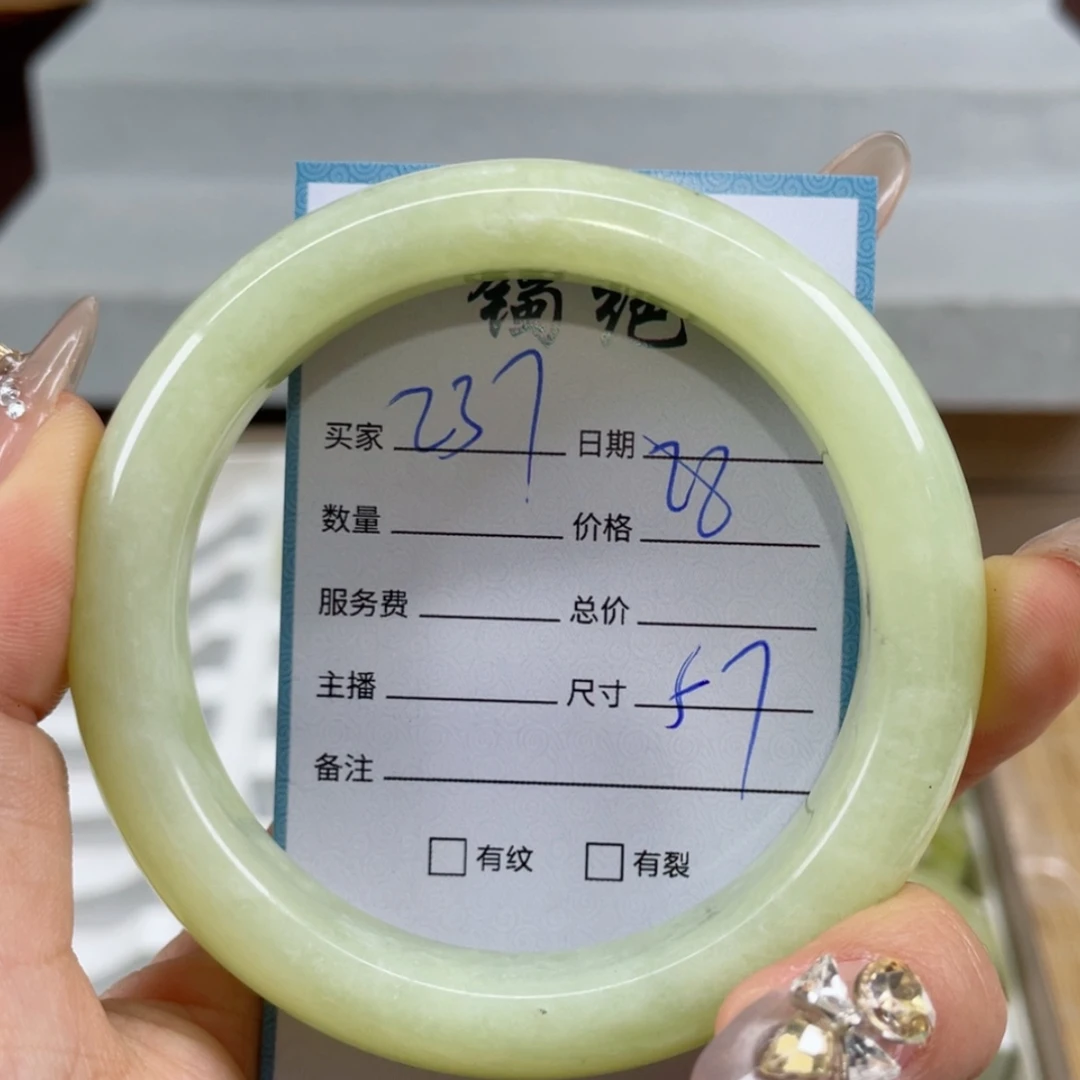 买家 237 日期
数量 价格 88
服务费 总价
主播 尺寸 57
备注
□ 有纹 □ 有裂